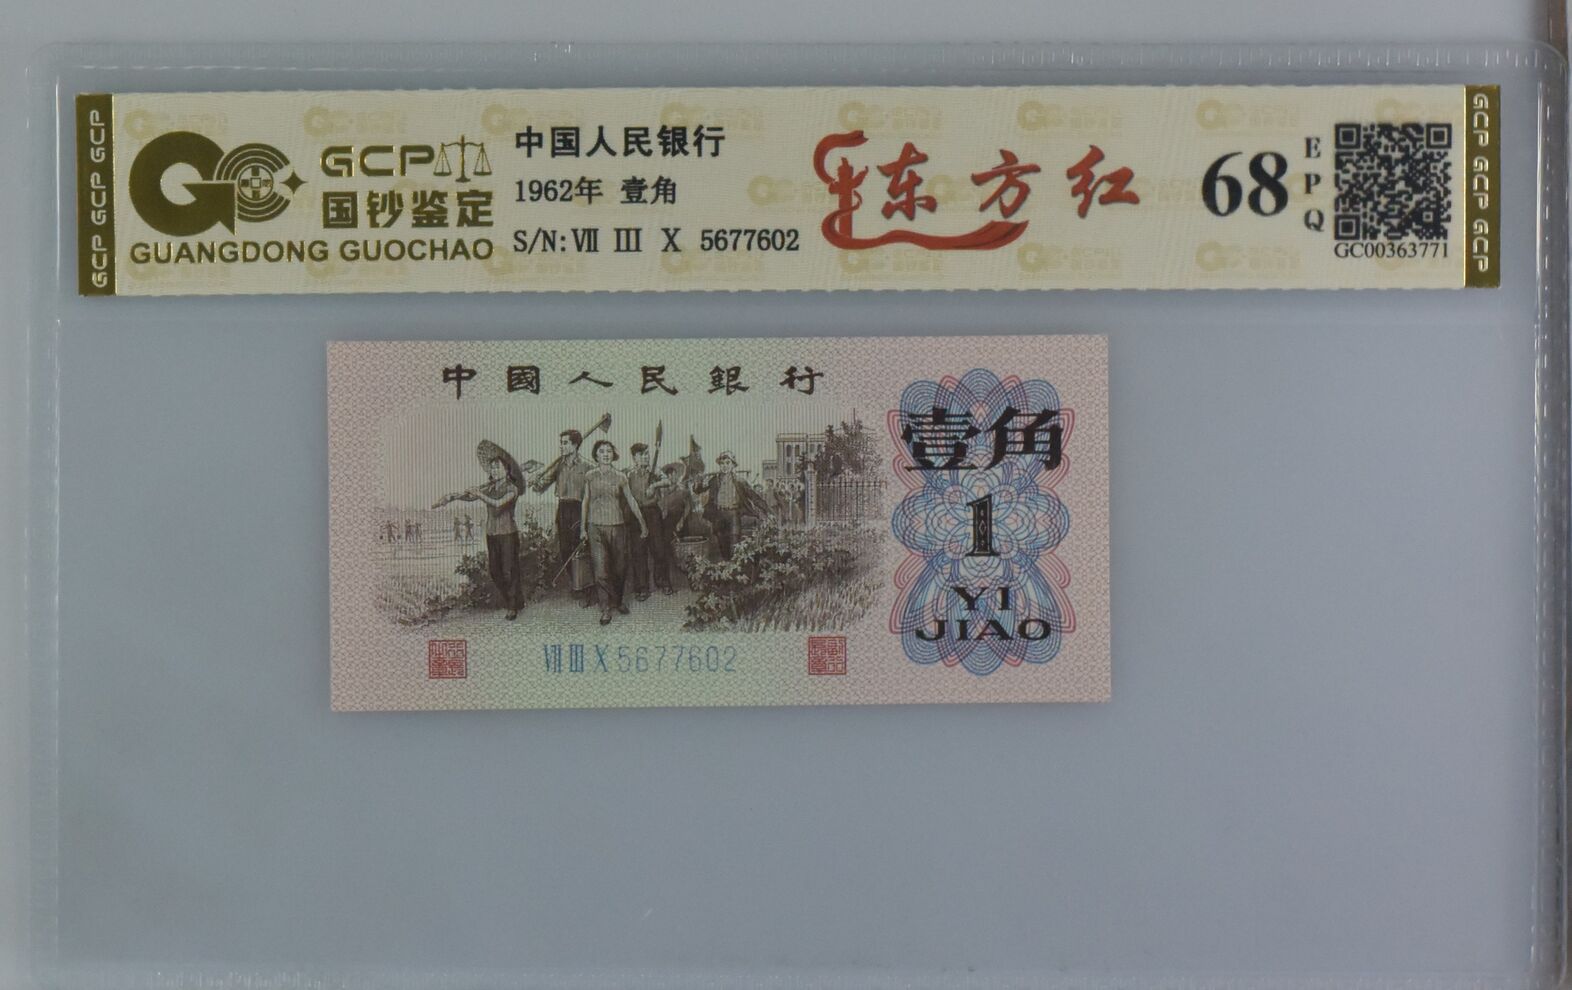 GCP GCP GCP
GCP
国钞鉴定
GUANGDONG GUOCHAO
中国人民银行
1962年 壹角
S/N: Ⅶ Ⅲ Ⅹ 5677602
东方红
68
EPQ
GC00363771
GCP GCP GCP
中國人民銀行
壹角
1
YI
JIAO
Ⅶ Ⅲ Ⅹ 5677602